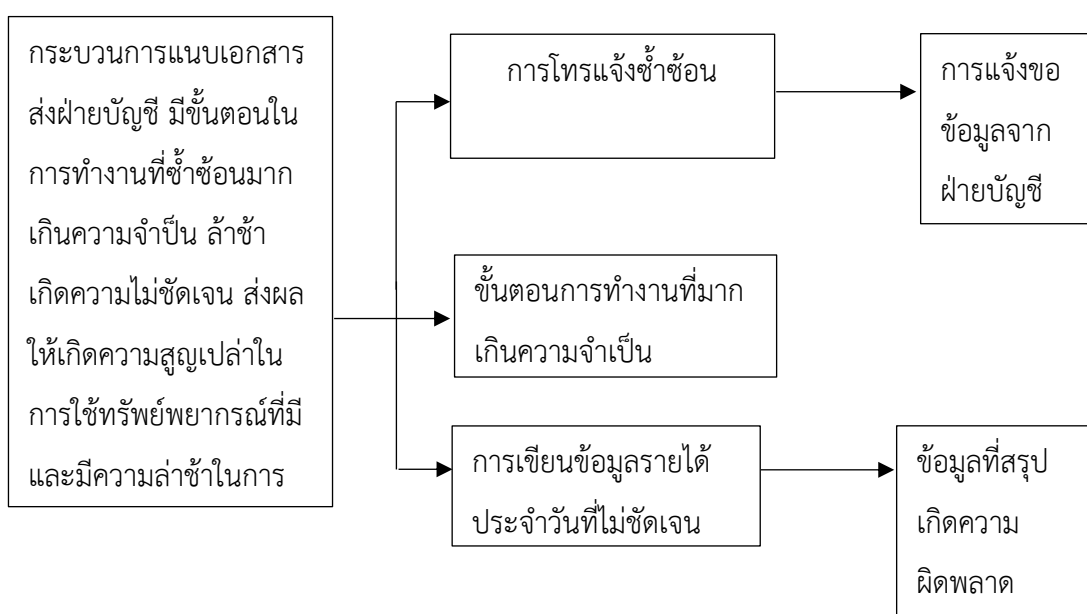 กระบวนการแนบเอกสาร
ส่งฝ่ายบัญชี มีขั้นตอนใน
การทำงานที่ซ้ำซ้อนมาก
เกินความจำป็น ล้าช้า
เกิดความไม่ชัดเจน ส่งผล
ให้เกิดความสูญเปล่าใน
การใช้ทรัพย์พยากรณ์ที่มี
และมีความล่าช้าในการ
การโทรแจ้งซ้ำซ้อน
การแจ้งขอ
ข้อมูลจาก
ฝ่ายบัญชี
ขั้นตอนการทำงานที่มาก
เกินความจำเป็น
การเขียนข้อมูลรายได้
ประจำวันที่ไม่ชัดเจน
ข้อมูลที่สรุป
เกิดความ
ผิดพลาด